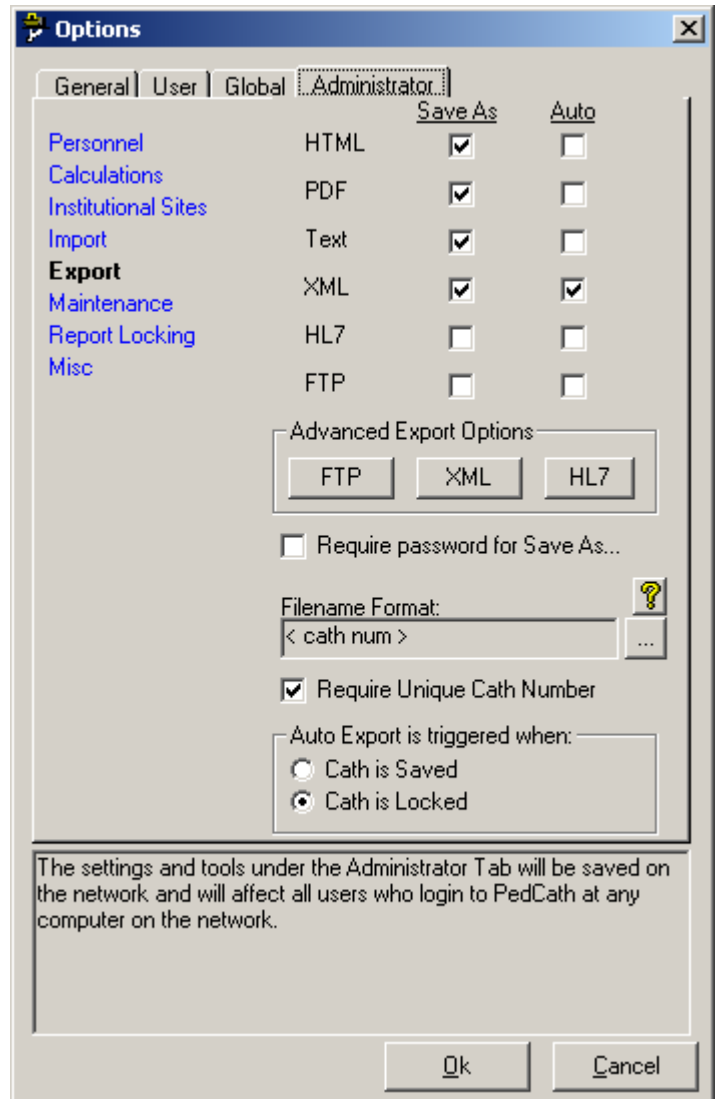 Options
General User Global Administrator
Save As Auto
Personnel
Calculations
Institutional Sites
Import
Export
Maintenance
Report Locking
Misc
HTML
PDF
Text
XML
HL7
FTP
Advanced Export Options
FTP XML HL7
Require password for Save As...
?
Filename Format:
< cath num > ...
Require Unique Cath Number
Auto Export is triggered when:
Cath is Saved
Cath is Locked
The settings and tools under the Administrator Tab will be saved on
the network and will affect all users who login to PedCath at any
computer on the network.
Ok Cancel